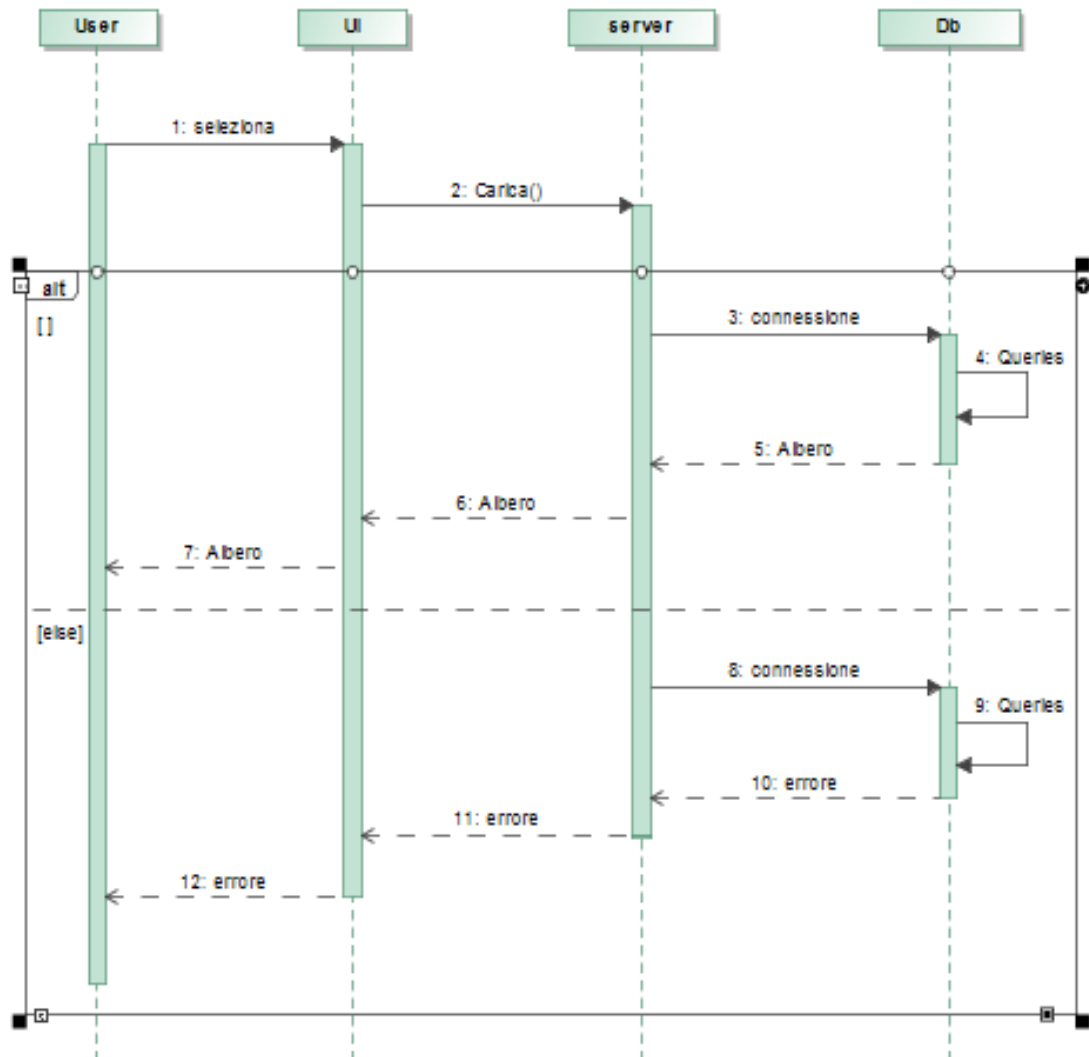 User
UI
server
Db
1: seleziona
2: Carica()
alt
[ ]
3: connessione
4: Queries
5: Albero
6: Albero
7: Albero
[else]
8: connessione
9: Queries
10: errore
11: errore
12: errore